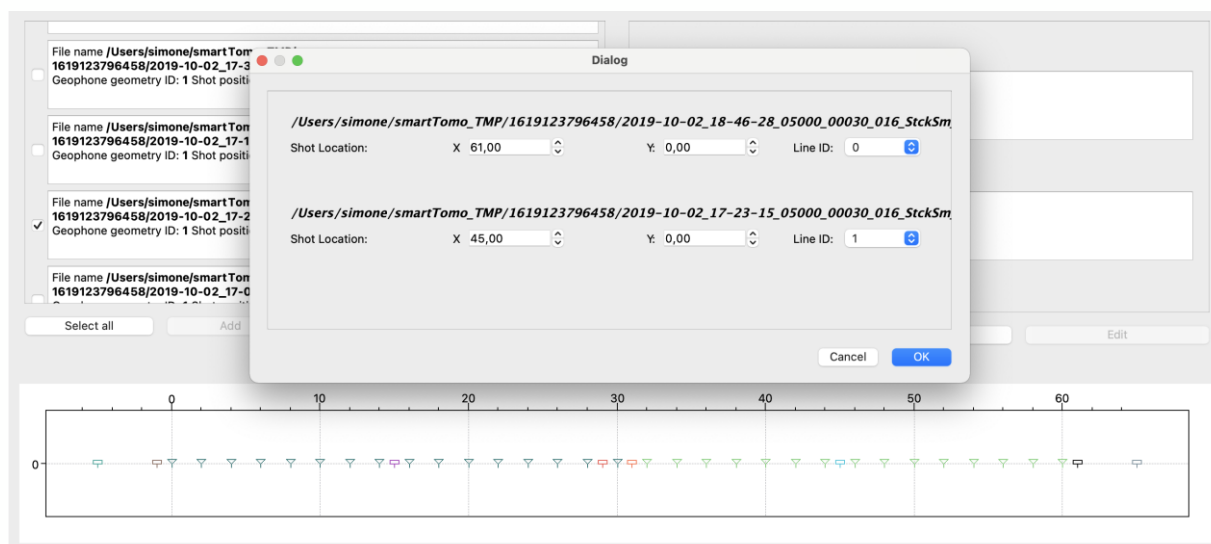 File name /Users/simone/smartTomo_TMP/
1619123796458/2019-10-02_17-3
Geophone geometry ID: 1 Shot positi
File name /Users/simone/smartTom
1619123796458/2019-10-02_17-1
Geophone geometry ID: 1 Shot positi
File name /Users/simone/smartTom
1619123796458/2019-10-02_17-2
Geophone geometry ID: 1 Shot positi
File name /Users/simone/smartTom
1619123796458/2019-10-02_17-0
Select all
Add
Dialog
/Users/simone/smartTomo_TMP/1619123796458/2019-10-02_18-46-28_05000_00030_016_StckSm
Shot Location: X 61,00 Y: 0,00 Line ID: 0
/Users/simone/smartTomo_TMP/1619123796458/2019-10-02_17-23-15_05000_00030_016_StckSm
Shot Location: X 45,00 Y: 0,00 Line ID: 1
Cancel OK
Edit
0 10 20 30 40 50 60
0